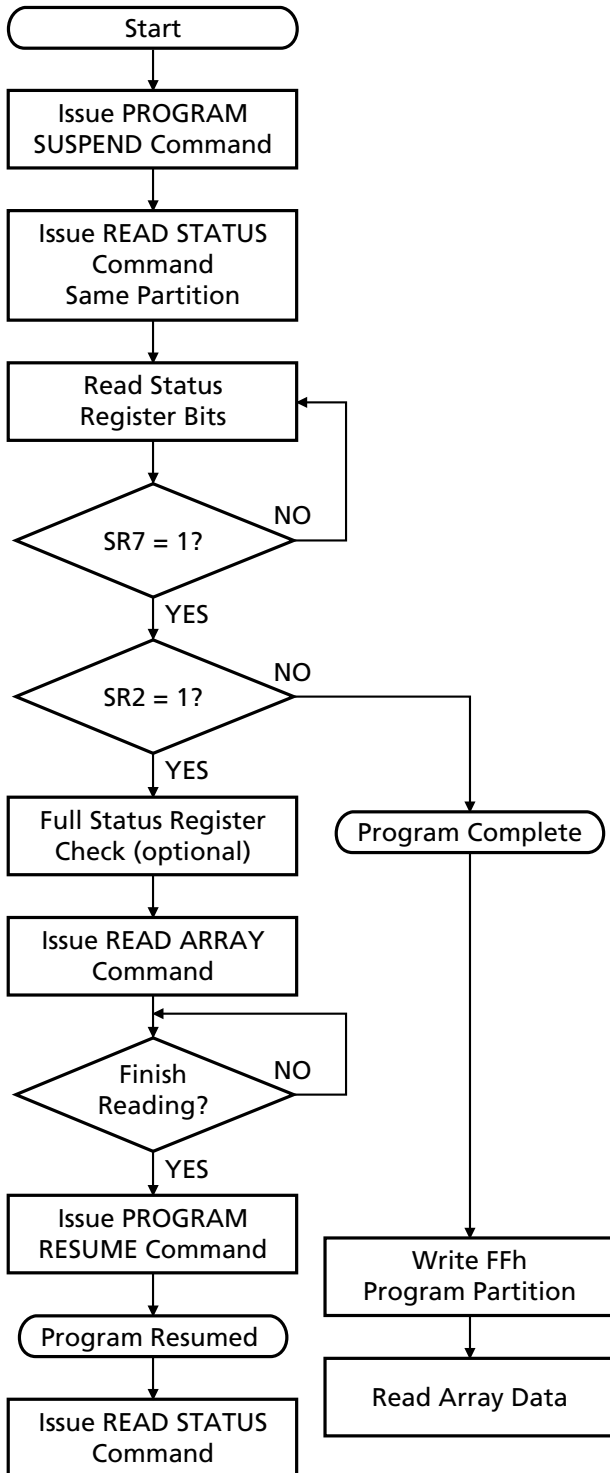 Start
Issue PROGRAM
SUSPEND Command
Issue READ STATUS
Command
Same Partition
Read Status
Register Bits
SR7 = 1?
NO
YES
SR2 = 1?
NO
YES
Full Status Register
Check (optional)
Program Complete
Issue READ ARRAY
Command
Finish
Reading?
NO
YES
Issue PROGRAM
RESUME Command
Write FFh
Program Partition
Program Resumed
Read Array Data
Issue READ STATUS
Command